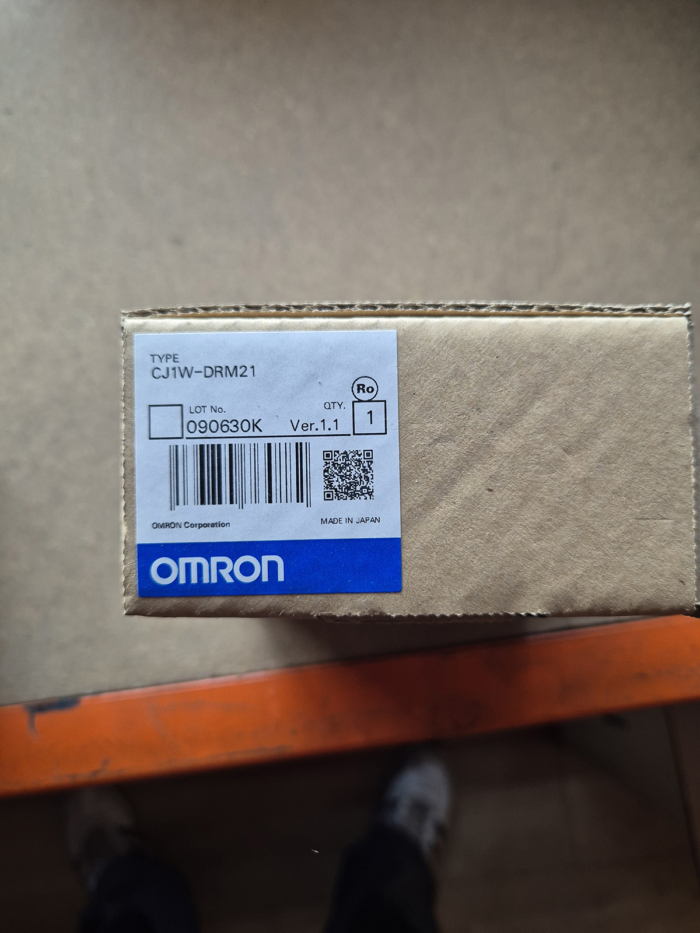 TYPE
CJ1W-DRM21
Ro
LOT No.
QTY.
090630K
Ver.1.1
1
OMRON Corporation
MADE IN JAPAN
OMRON